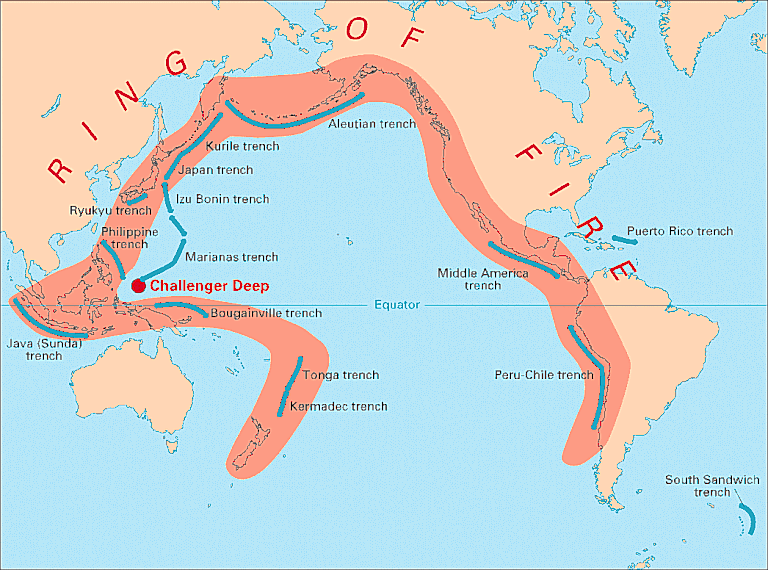 RING OF FIRE
Aleutian trench
Kurile trench
Japan trench
Izu Bonin trench
Ryukyu trench
Philippine
trench
Marianas trench
Challenger Deep
Puerto Rico trench
Middle America
trench
Equator
Bougainville trench
Java (Sunda)
trench
Tonga trench
Peru-Chile trench
Kermadec trench
South Sandwich
trench